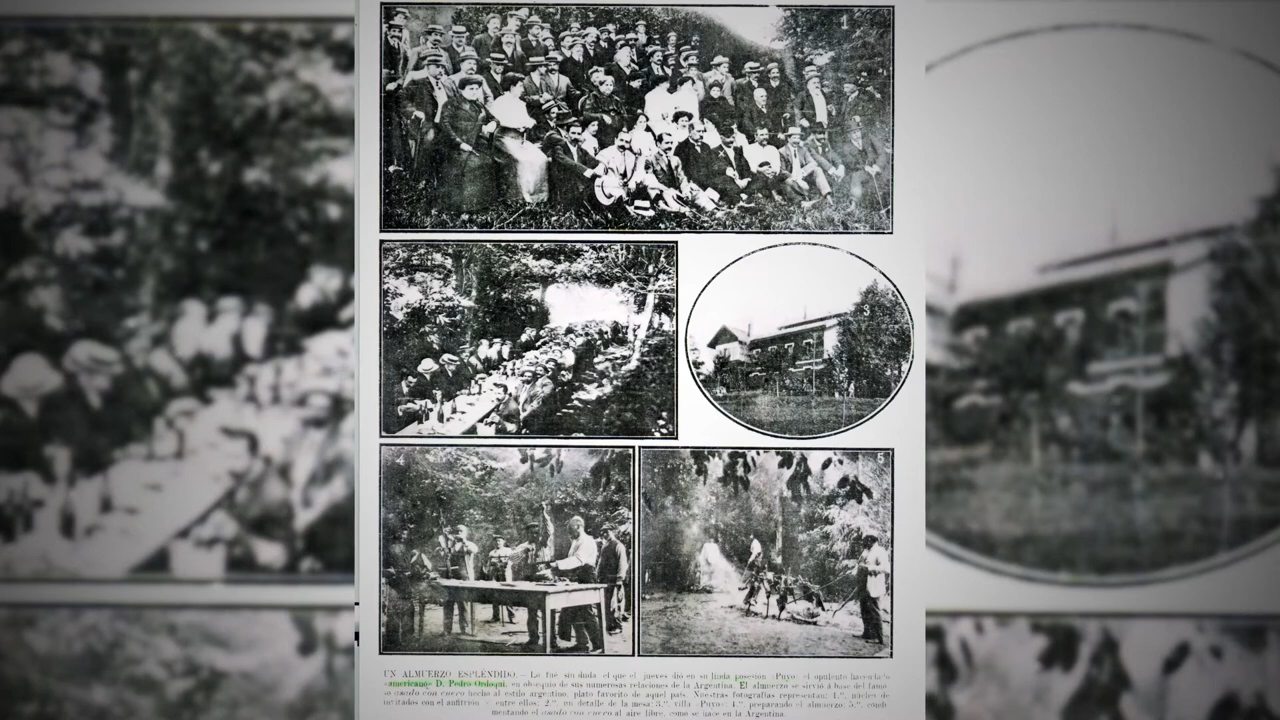 UN ALMUERZO ESPLÉNDIDO.—Lo fué sin duda el que el jueves dio en su linda posesión Puyo el opulento hacendado
americano D. Pedro Ordoqui, en obsequio de sus numerosas relaciones de la Argentina. El almuerzo se sirvió á base del famo-
so asado con cuero hecho al estilo argentino, plato favorito de aquel país. Nuestras fotografías representan: 1.º, núcleo de
invitados con el anfitrión entre ellos; 2.º, un detalle de la mesa; 3.º, villa Puyo; 4.º, preparando el almuerzo; 5.º, condi-
mentando el asado con cuero al aire libre, como se hace en la Argentina.
3
5